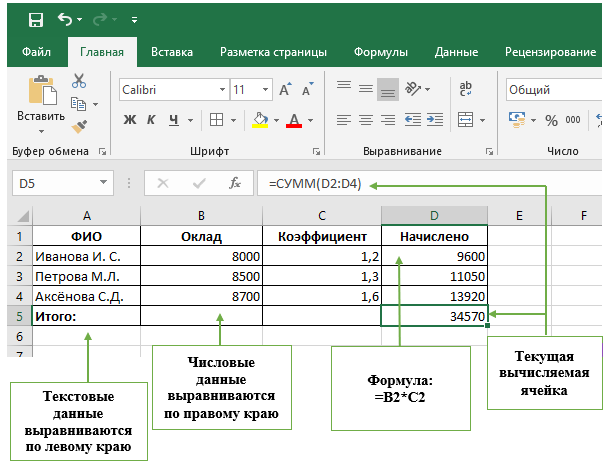 Файл Главная Вставка Разметка страницы Формулы Данные Рецензирование
Вставить
Calibri 11 A A
Ж К Ч А
ab
c
Общий
% 000
Буфер обмена Шрифт Выравнивание Число
D5 fx =СУММ(D2:D4)
A B C D E F
1 ФИО Оклад Коэффициент Начислено
2 Иванова И. С. 8000 1,2 9600
3 Петрова М.Л. 8500 1,3 11050
4 Аксёнова С.Д. 8700 1,6 13920
5 Итого: 34570
6
7
Текстовые
данные
выравниваются
по левому краю
Числовые
данные
выравниваются
по правому краю
Формула:
=B2*C2
Текущая
вычисляемая
ячейка